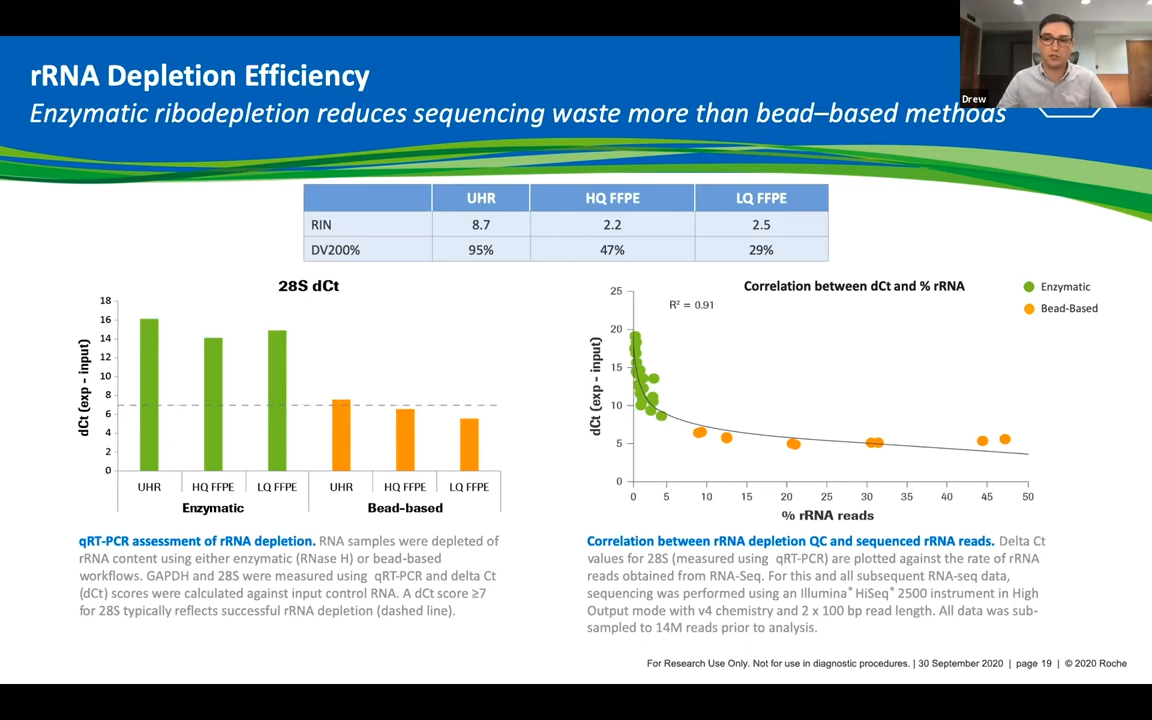 Drew
rRNA Depletion Efficiency
Enzymatic ribodepletion reduces sequencing waste more than bead–based methods
UHR HQ FFPE LQ FFPE
RIN 8.7 2.2 2.5
DV200% 95% 47% 29%
28S dCt
dCt (exp - input)
18
16
14
12
10
8
6
4
2
0
UHR HQ FFPE LQ FFPE UHR HQ FFPE LQ FFPE
Enzymatic Bead-based
Correlation between dCt and % rRNA
R² = 0.91
Enzymatic
Bead-Based
dCt (exp - input)
25
20
15
10
5
0
0 5 10 15 20 25 30 35 40 45 50
% rRNA reads
qRT-PCR assessment of rRNA depletion. RNA samples were depleted of
rRNA content using either enzymatic (RNase H) or bead-based
workflows. GAPDH and 28S were measured using qRT-PCR and delta Ct
(dCt) scores were calculated against input control RNA. A dCt score ≥7
for 28S typically reflects successful rRNA depletion (dashed line).
Correlation between rRNA depletion QC and sequenced rRNA reads. Delta Ct
values for 28S (measured using qRT-PCR) are plotted against the rate of rRNA
reads obtained from RNA-Seq. For this and all subsequent RNA-seq data,
sequencing was performed using an Illumina® HiSeq® 2500 instrument in High
Output mode with v4 chemistry and 2 x 100 bp read length. All data was sub-
sampled to 14M reads prior to analysis.
For Research Use Only. Not for use in diagnostic procedures. | 30 September 2020 | page 19 | © 2020 Roche